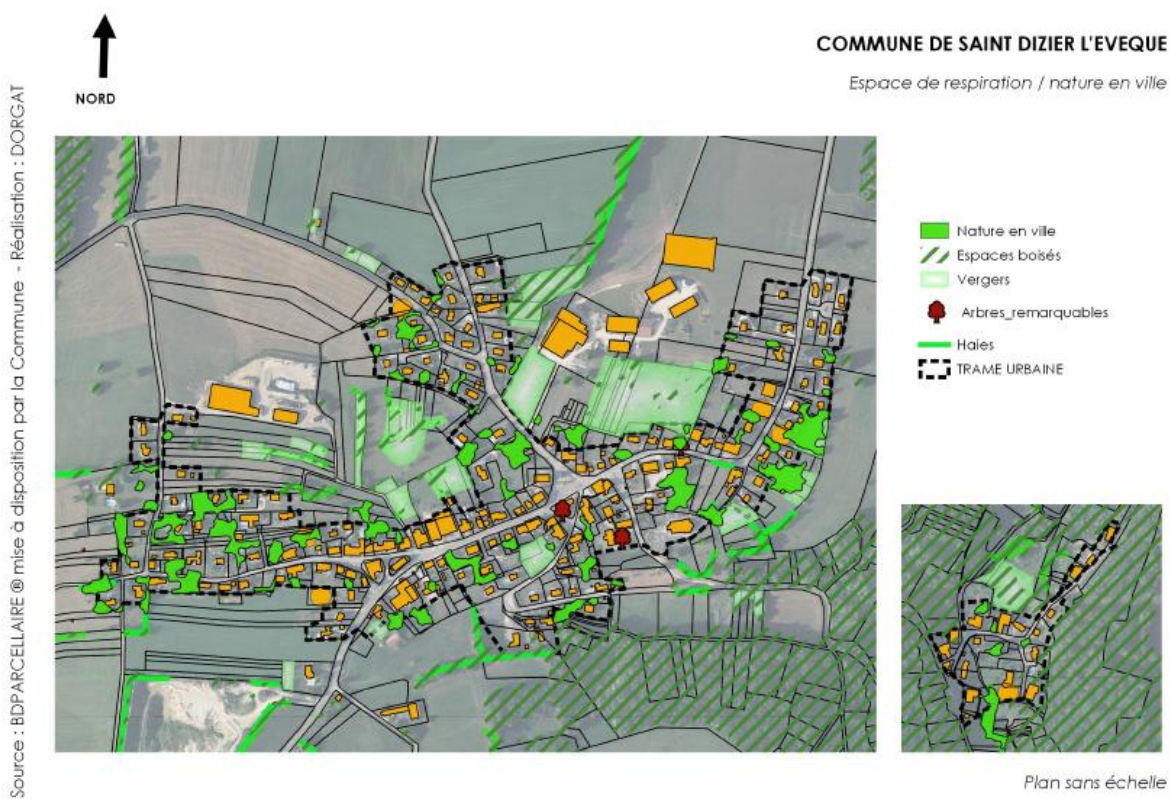 COMMUNE DE SAINT DIZIER L'EVEQUE
Espace de respiration / nature en ville
NORD
Source : BDPARCELLAIRE ® mise à disposition par la Commune - Réalisation : DORGAT
Nature en ville
Espaces boisés
Vergers
Arbres_remarquables
Haies
TRAME URBAINE
Plan sans échelle